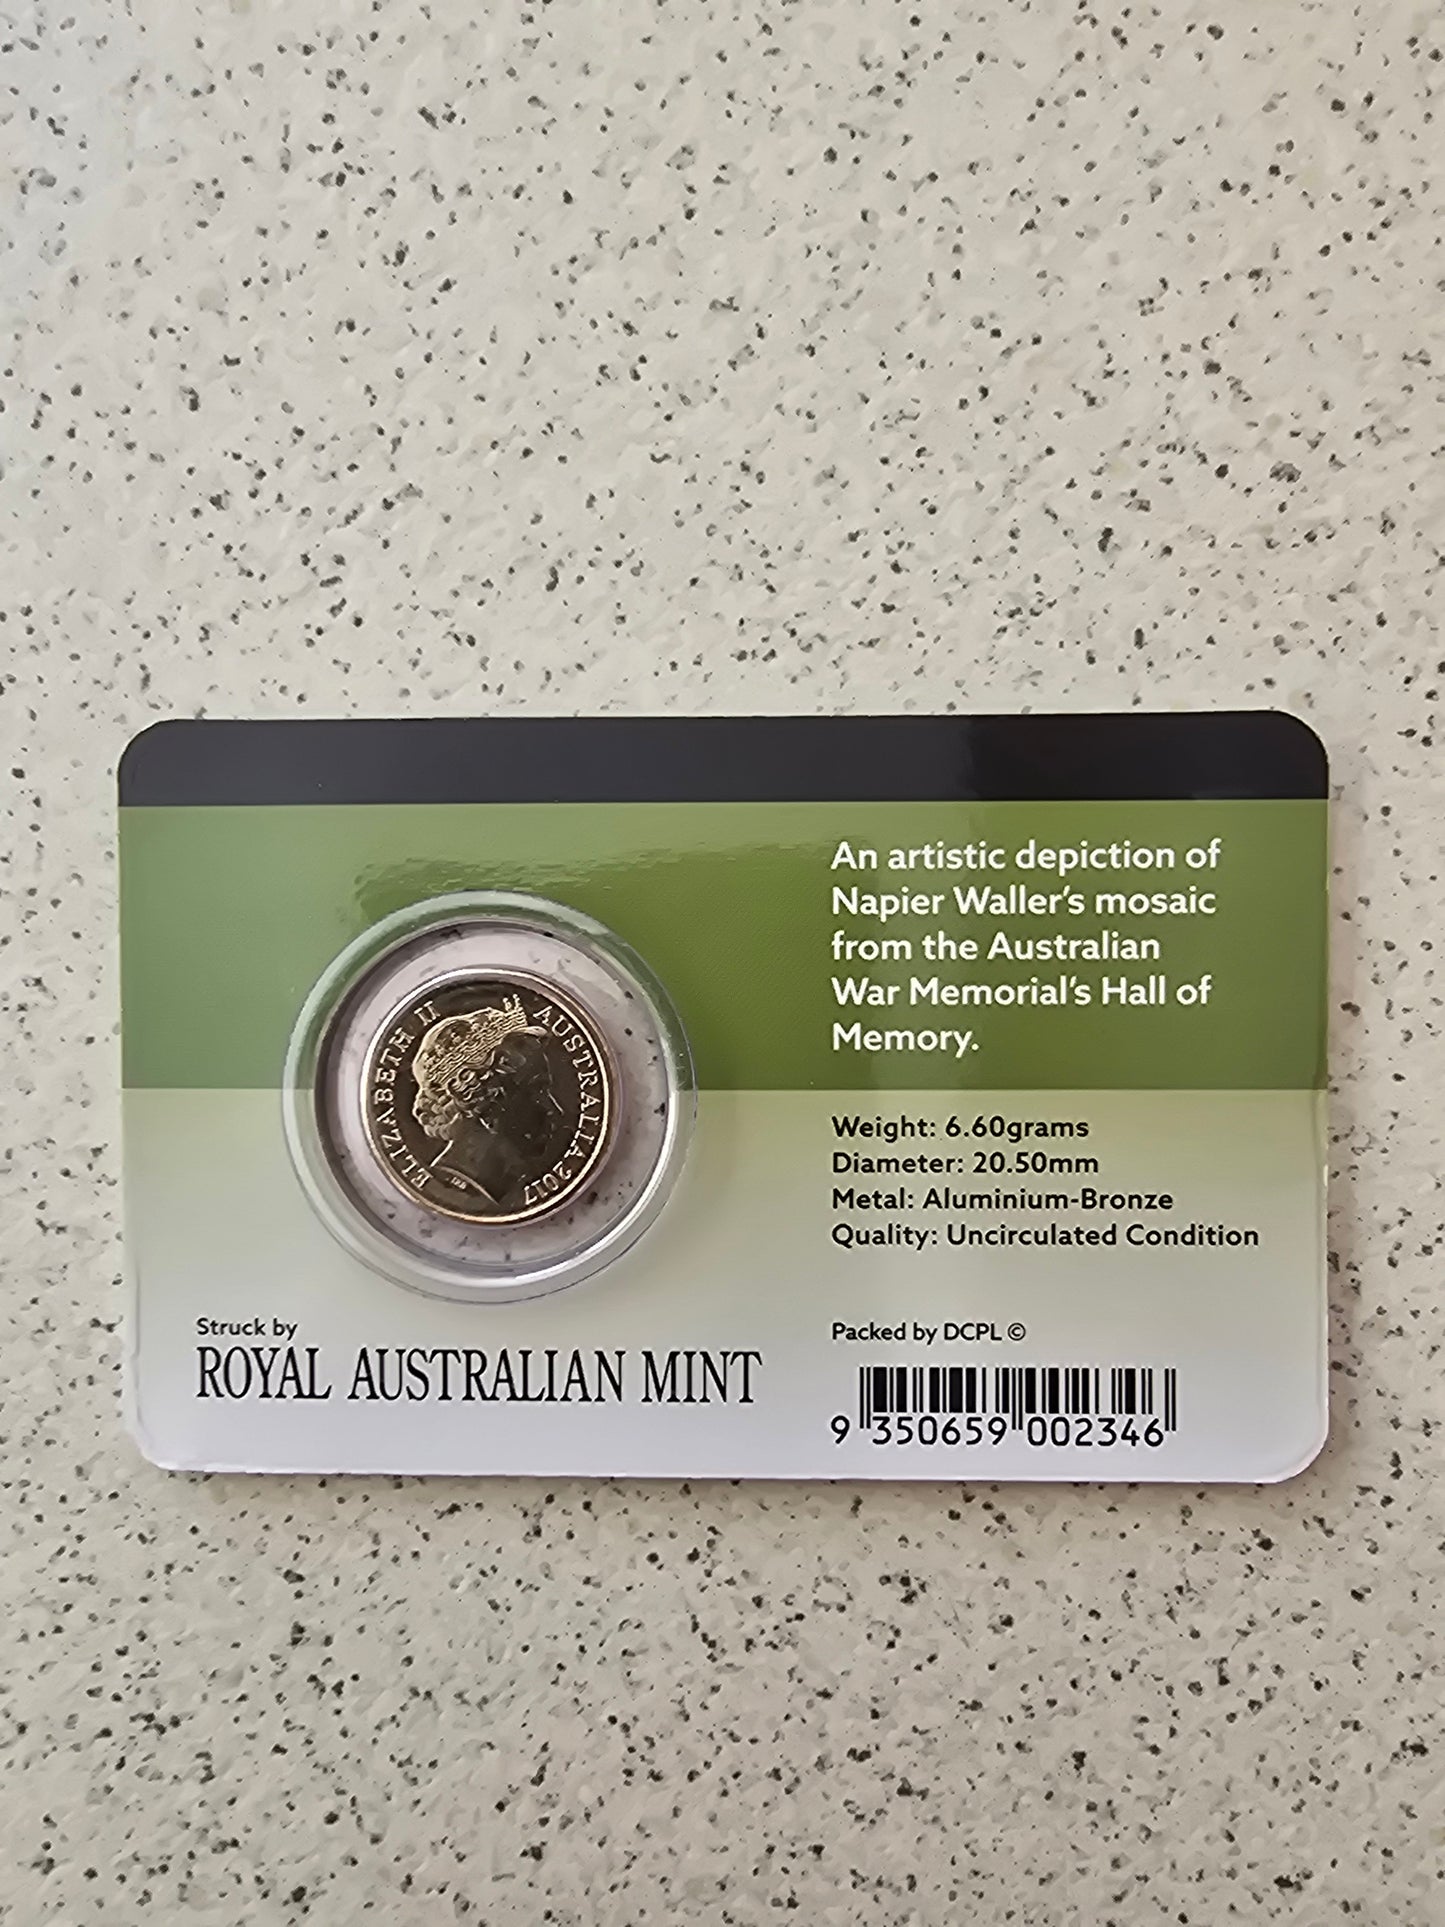 An artistic depiction of
Napier Waller's mosaic
from the Australian
War Memorial's Hall of
Memory.
ELIZABETH II
AUSTRALIA 2017
IRB
Weight: 6.60grams
Diameter: 20.50mm
Metal: Aluminium-Bronze
Quality: Uncirculated Condition
Struck by
ROYAL AUSTRALIAN MINT
Packed by DCPL ©
9 350659 002346